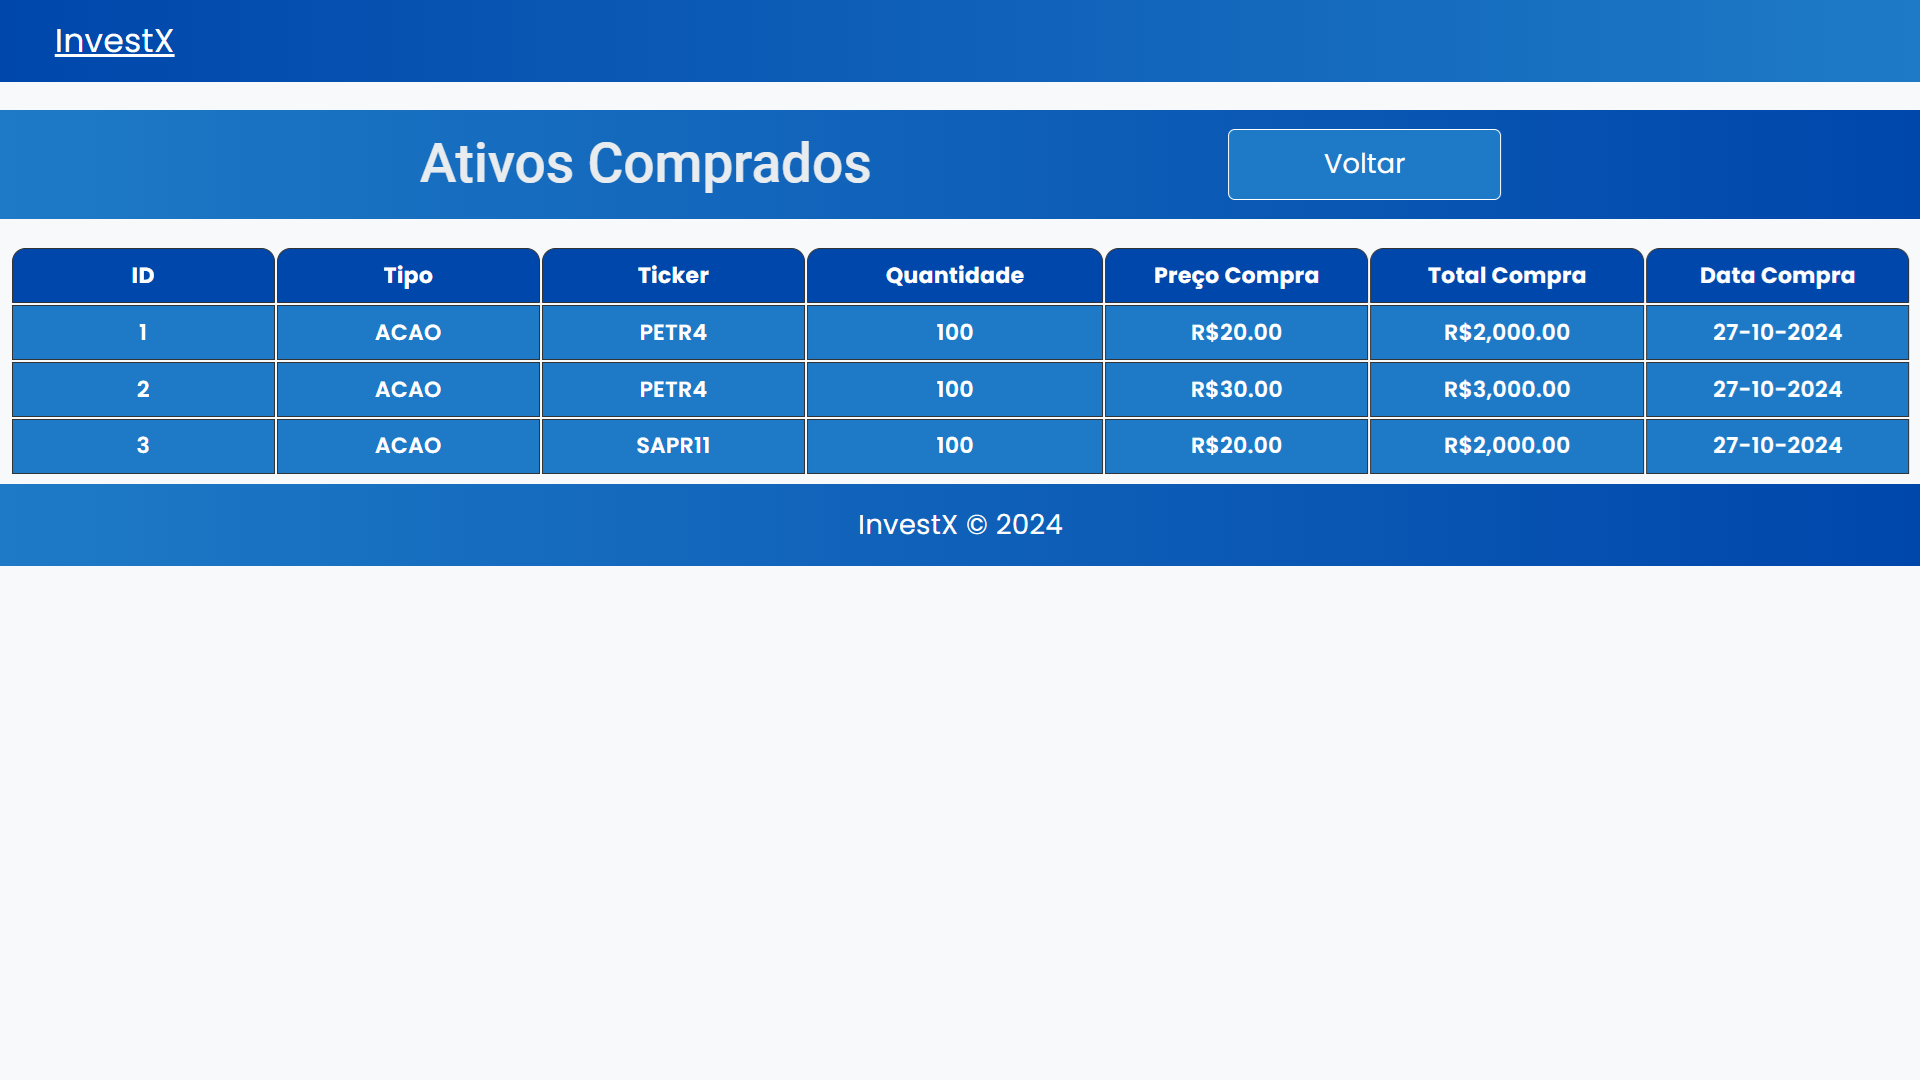 InvestX
Ativos Comprados
Voltar
ID Tipo Ticker Quantidade Preço Compra Total Compra Data Compra
1 ACAO PETR4 100 R$20.00 R$2,000.00 27-10-2024
2 ACAO PETR4 100 R$30.00 R$3,000.00 27-10-2024
3 ACAO SAPR11 100 R$20.00 R$2,000.00 27-10-2024
InvestX © 2024